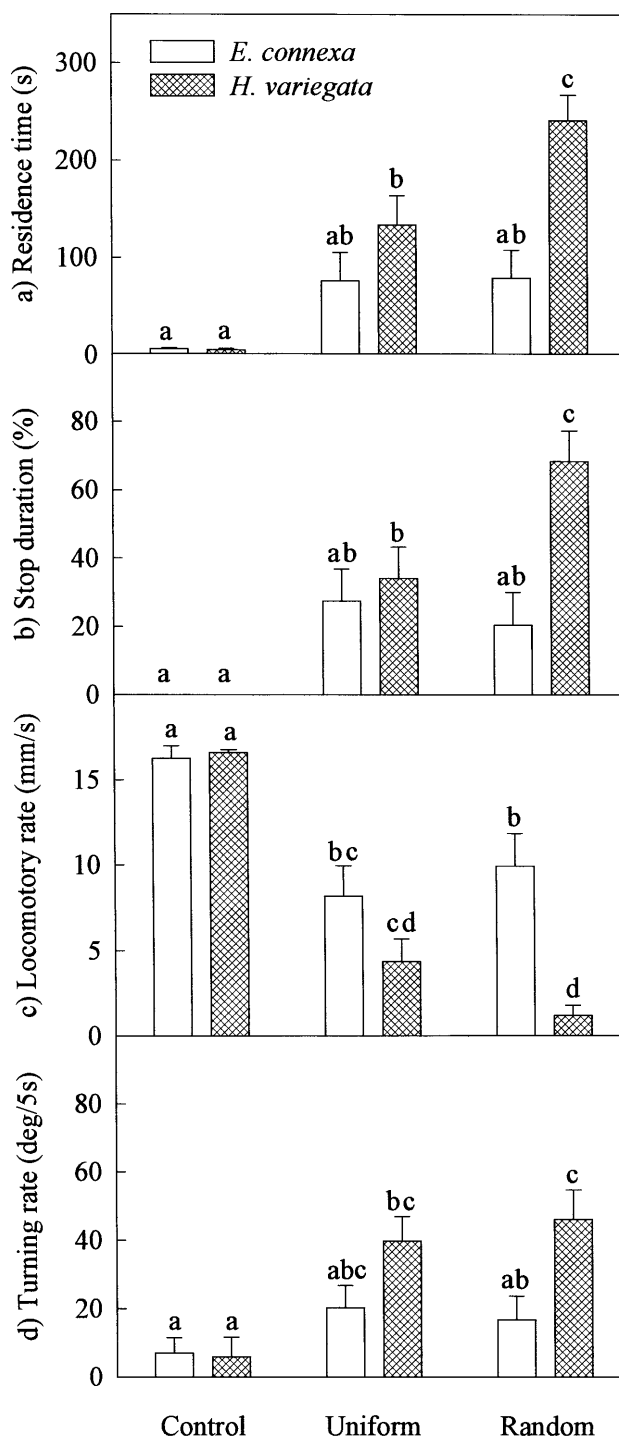 E. connexa
H. variegata
a) Residence time (s)
300
200
100
0
a a ab b ab c
b) Stop duration (%)
80
60
40
20
0
a a ab b ab c
c) Locomotory rate (mm/s)
15
10
5
0
a a bc cd b d
d) Turning rate (deg/5s)
80
60
40
20
0
a a abc bc ab c
Control Uniform Random